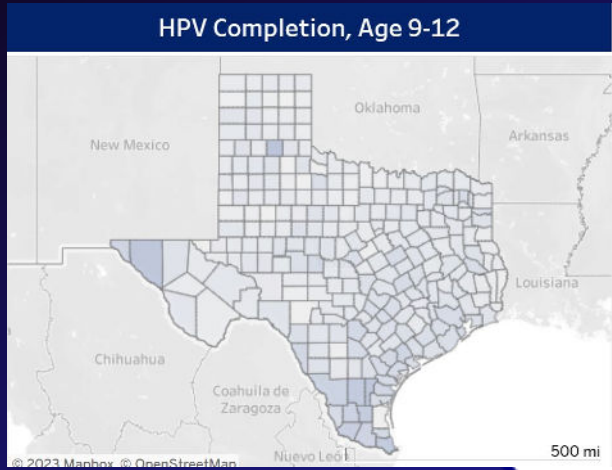 HPV Completion, Age 9-12
Oklahoma
New Mexico
Arkansas
Louisiana
Chihuahua
Coahuila de
Zaragoza
500 mi
Nuevo León
© 2023 Mapbox © OpenStreetMap